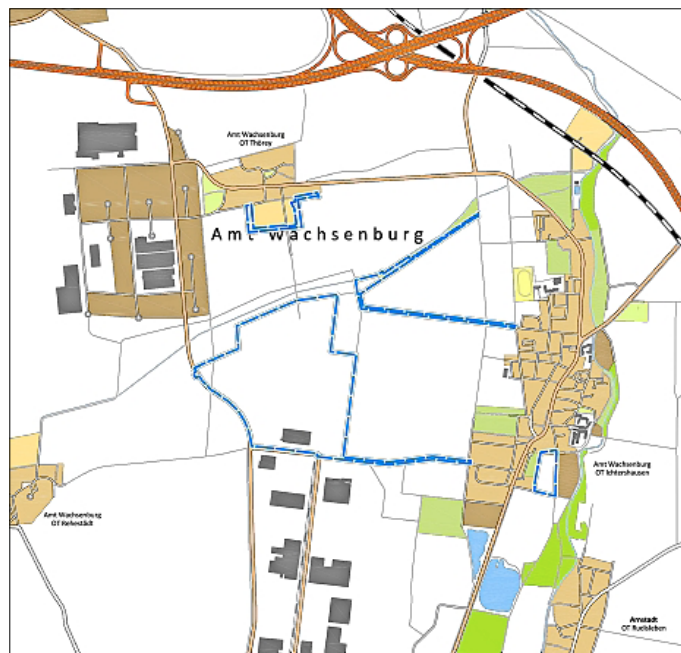 Amt Wachsenburg
OT Thörey
Amt Wachsenburg
Amt Wachsenburg
OT Ichtershausen
Amt Wachsenburg
OT Rehestädt
Arnstadt
OT Rudisleben